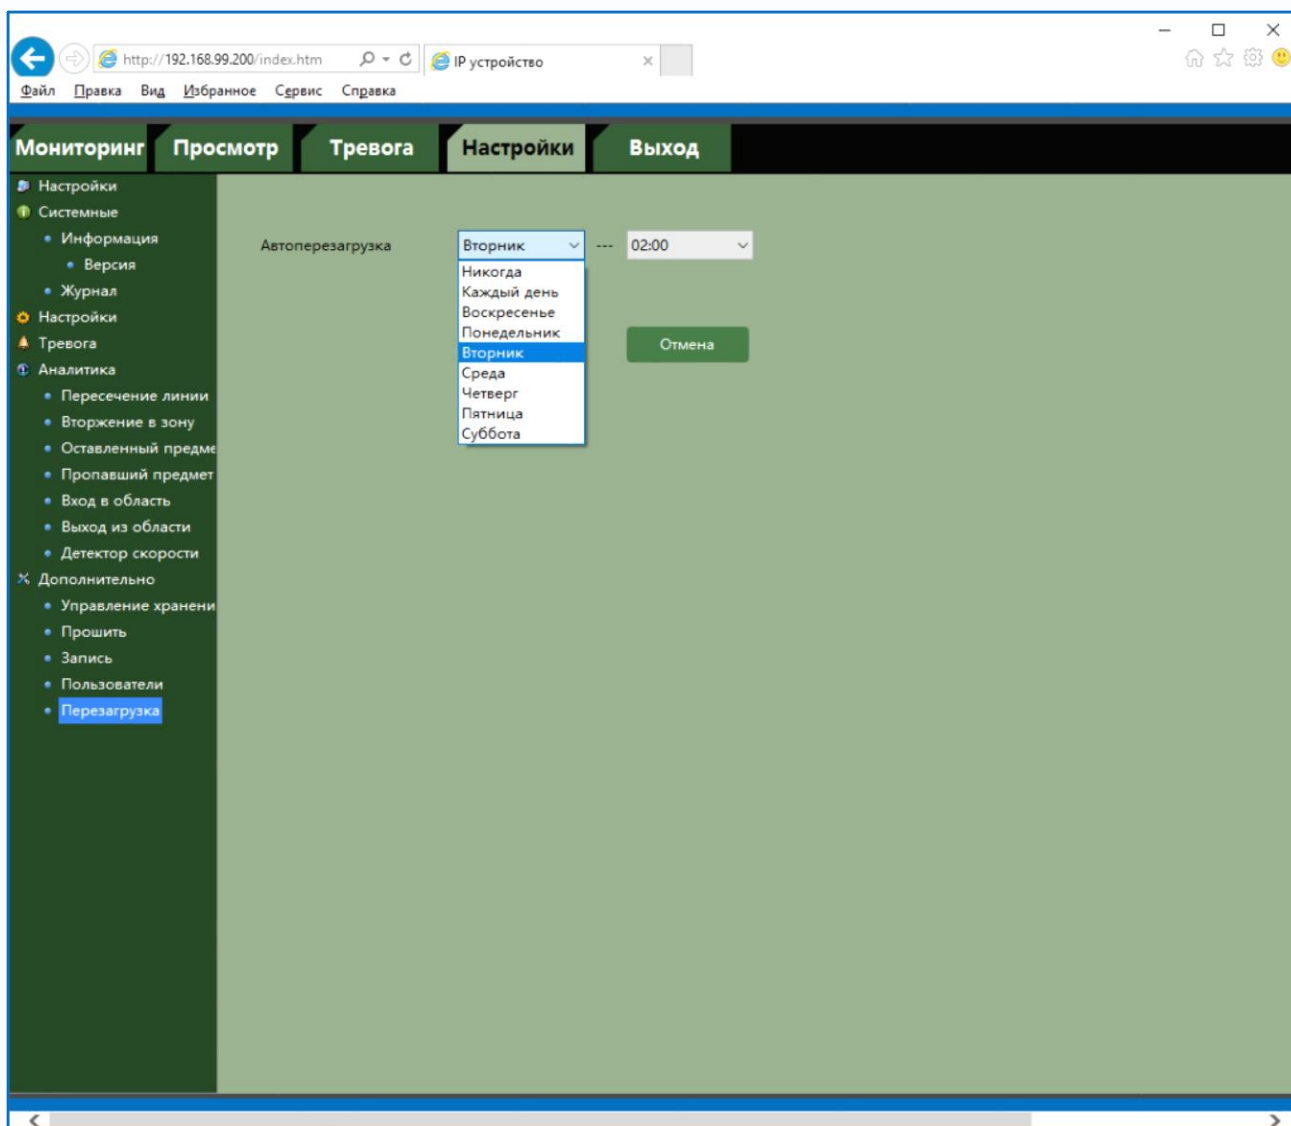 http://192.168.99.200/index.htm
IP устройство
Файл Правка Вид Избранное Сервис Справка
Мониторинг Просмотр Тревога Настройки Выход
Настройки
Системные
Информация
Версия
Журнал
Настройки
Тревога
Аналитика
Пересечение линии
Вторжение в зону
Оставленный предме
Пропавший предмет
Вход в область
Выход из области
Детектор скорости
Дополнительно
Управление хранени
Прошить
Запись
Пользователи
Перезагрузка
Автоперезагрузка Вторник --- 02:00
Никогда
Каждый день
Воскресенье
Понедельник
Вторник
Среда
Четверг
Пятница
Суббота
Отмена